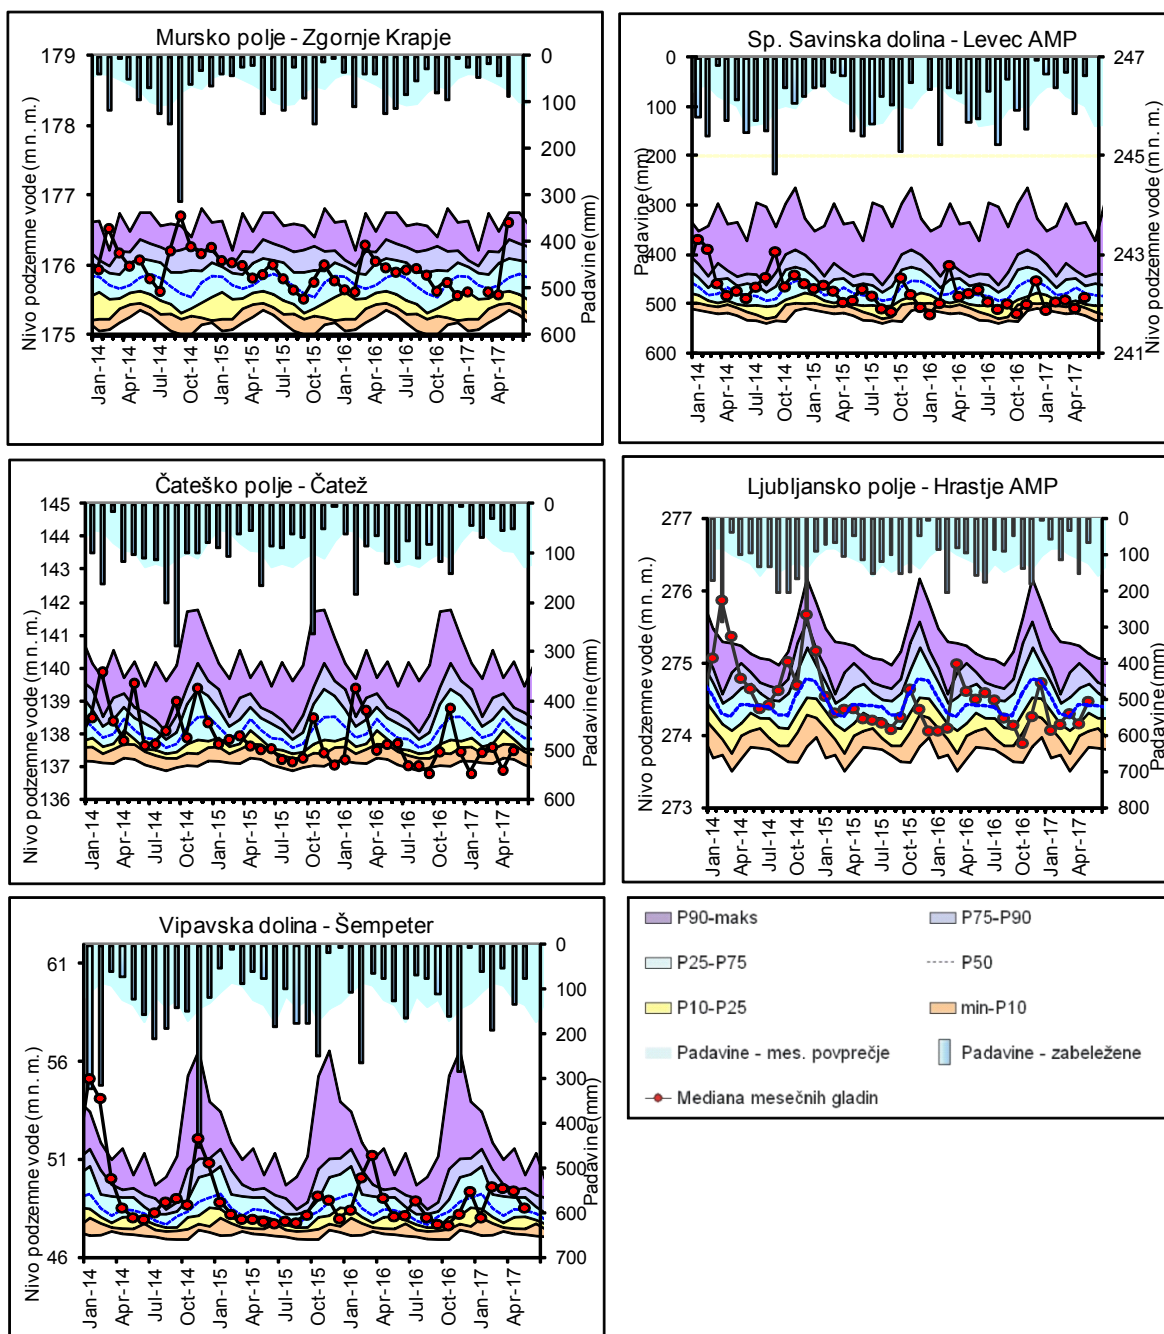 Mursko polje - Zgornje Krapje
Nivo podzemne vode (m n. m.)
179
178
177
176
175
0
100
200
300
400
500
600
Padavine (mm)
Jan-14
Apr-14
Jul-14
Oct-14
Jan-15
Apr-15
Jul-15
Oct-15
Jan-16
Apr-16
Jul-16
Oct-16
Jan-17
Apr-17
Sp. Savinska dolina - Levec AMP
Padavine (mm)
0
100
200
300
400
500
600
247
245
243
241
Nivo podzemne vode (m n. m.)
Jan-14
Apr-14
Jul-14
Oct-14
Jan-15
Apr-15
Jul-15
Oct-15
Jan-16
Apr-16
Jul-16
Oct-16
Jan-17
Apr-17
Čateško polje - Čatež
Nivo podzemne vode (m n. m.)
145
144
143
142
141
140
139
138
137
136
0
100
200
300
400
500
600
Padavine (mm)
Jan-14
Apr-14
Jul-14
Oct-14
Jan-15
Apr-15
Jul-15
Oct-15
Jan-16
Apr-16
Jul-16
Oct-16
Jan-17
Apr-17
Ljubljansko polje - Hrastje AMP
Nivo podzemne vode (m n. m.)
277
276
275
274
273
0
100
200
300
400
500
600
700
800
Padavine (mm)
Jan-14
Apr-14
Jul-14
Oct-14
Jan-15
Apr-15
Jul-15
Oct-15
Jan-16
Apr-16
Jul-16
Oct-16
Jan-17
Apr-17
Vipavska dolina - Šempeter
Nivo podzemne vode (m n. m.)
61
56
51
46
0
100
200
300
400
500
600
700
Padavine (mm)
Jan-14
Apr-14
Jul-14
Oct-14
Jan-15
Apr-15
Jul-15
Oct-15
Jan-16
Apr-16
Jul-16
Oct-16
Jan-17
Apr-17
P90-maks
P75-P90
P25-P75
P50
P10-P25
min-P10
Padavine - mes. povprečje
Padavine - zabeležene
Mediana mesečnih gladin